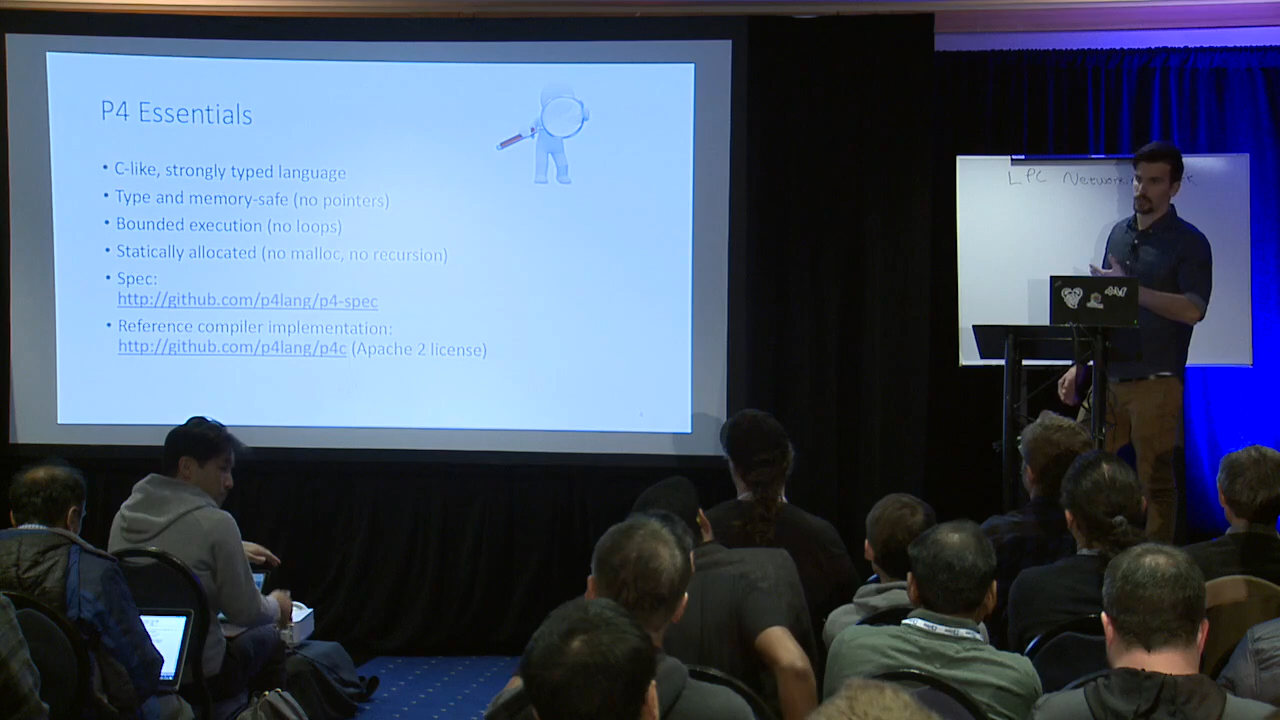 P4 Essentials
• C-like, strongly typed language
• Type and memory-safe (no pointers)
• Bounded execution (no loops)
• Statically allocated (no malloc, no recursion)
• Spec:
http://github.com/p4lang/p4-spec
• Reference compiler implementation:
http://github.com/p4lang/p4c (Apache 2 license)
LPC